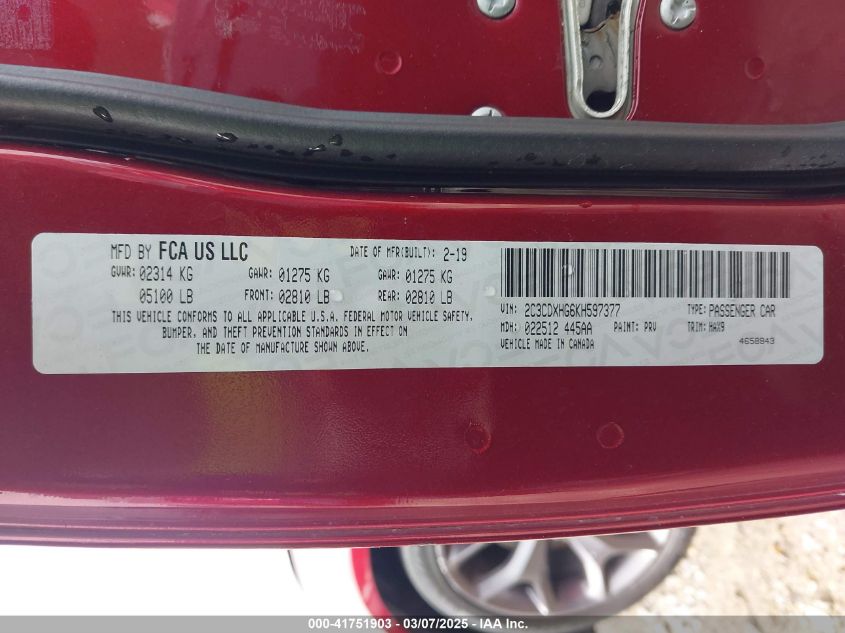 MFD BY FCA US LLC DATE OF MFR(BUILT): 2-19
GVWR: 02314 KG GAWR: 01275 KG GAWR: 01275 KG
05100 LB FRONT: 02810 LB REAR: 02810 LB
THIS VEHICLE CONFORMS TO ALL APPLICABLE U.S.A. FEDERAL MOTOR VEHICLE SAFETY,
BUMPER, AND THEFT PREVENTION STANDARDS IN EFFECT ON
THE DATE OF MANUFACTURE SHOWN ABOVE.
VIN: 2C3CDXHG6KH597377 TYPE: PASSENGER CAR
MDH: 022512 445AA PAINT: PRV TRIM: HAX9
VEHICLE MADE IN CANADA 4658943
000-41751903 - 03/07/2025 - IAA Inc.